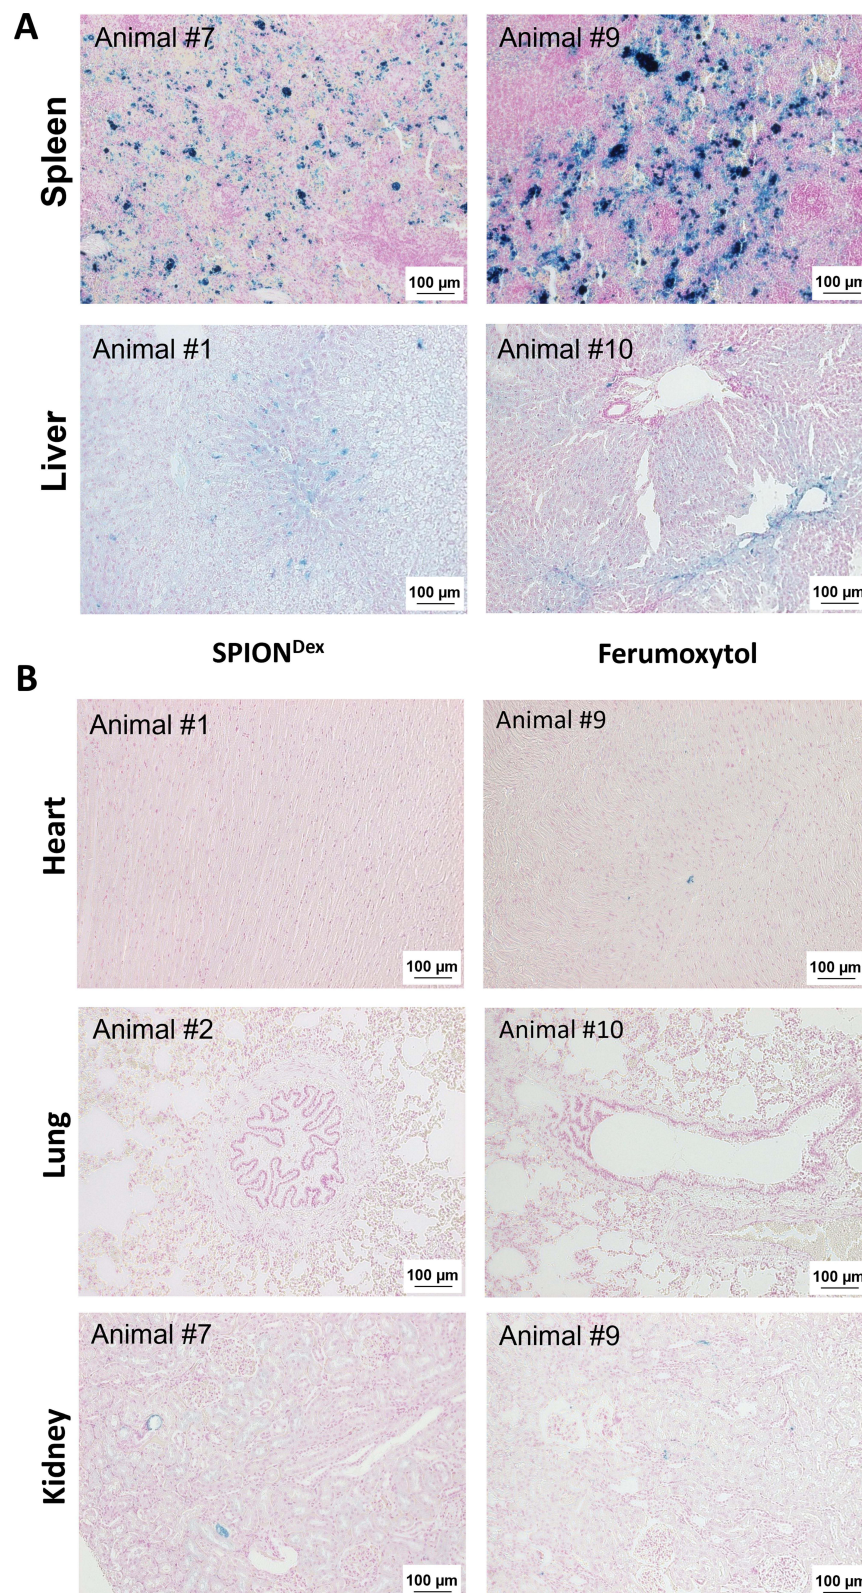 A
Animal #7
Animal #9
Spleen
100 µm
100 µm
Animal #1
Animal #10
Liver
100 µm
100 µm
SPION^Dex
Ferumoxytol
B
Animal #1
Animal #9
Heart
100 µm
100 µm
Animal #2
Animal #10
Lung
100 µm
100 µm
Animal #7
Animal #9
Kidney
100 µm
100 µm